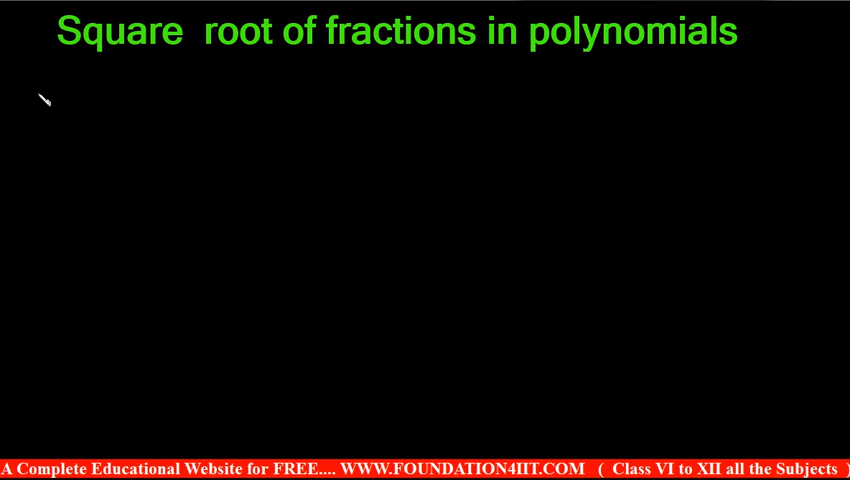 Square root of fractions in polynomials
A Complete Educational Website for FREE.... WWW.FOUNDATION4IIT.COM ( Class VI to XII all the Subjects )